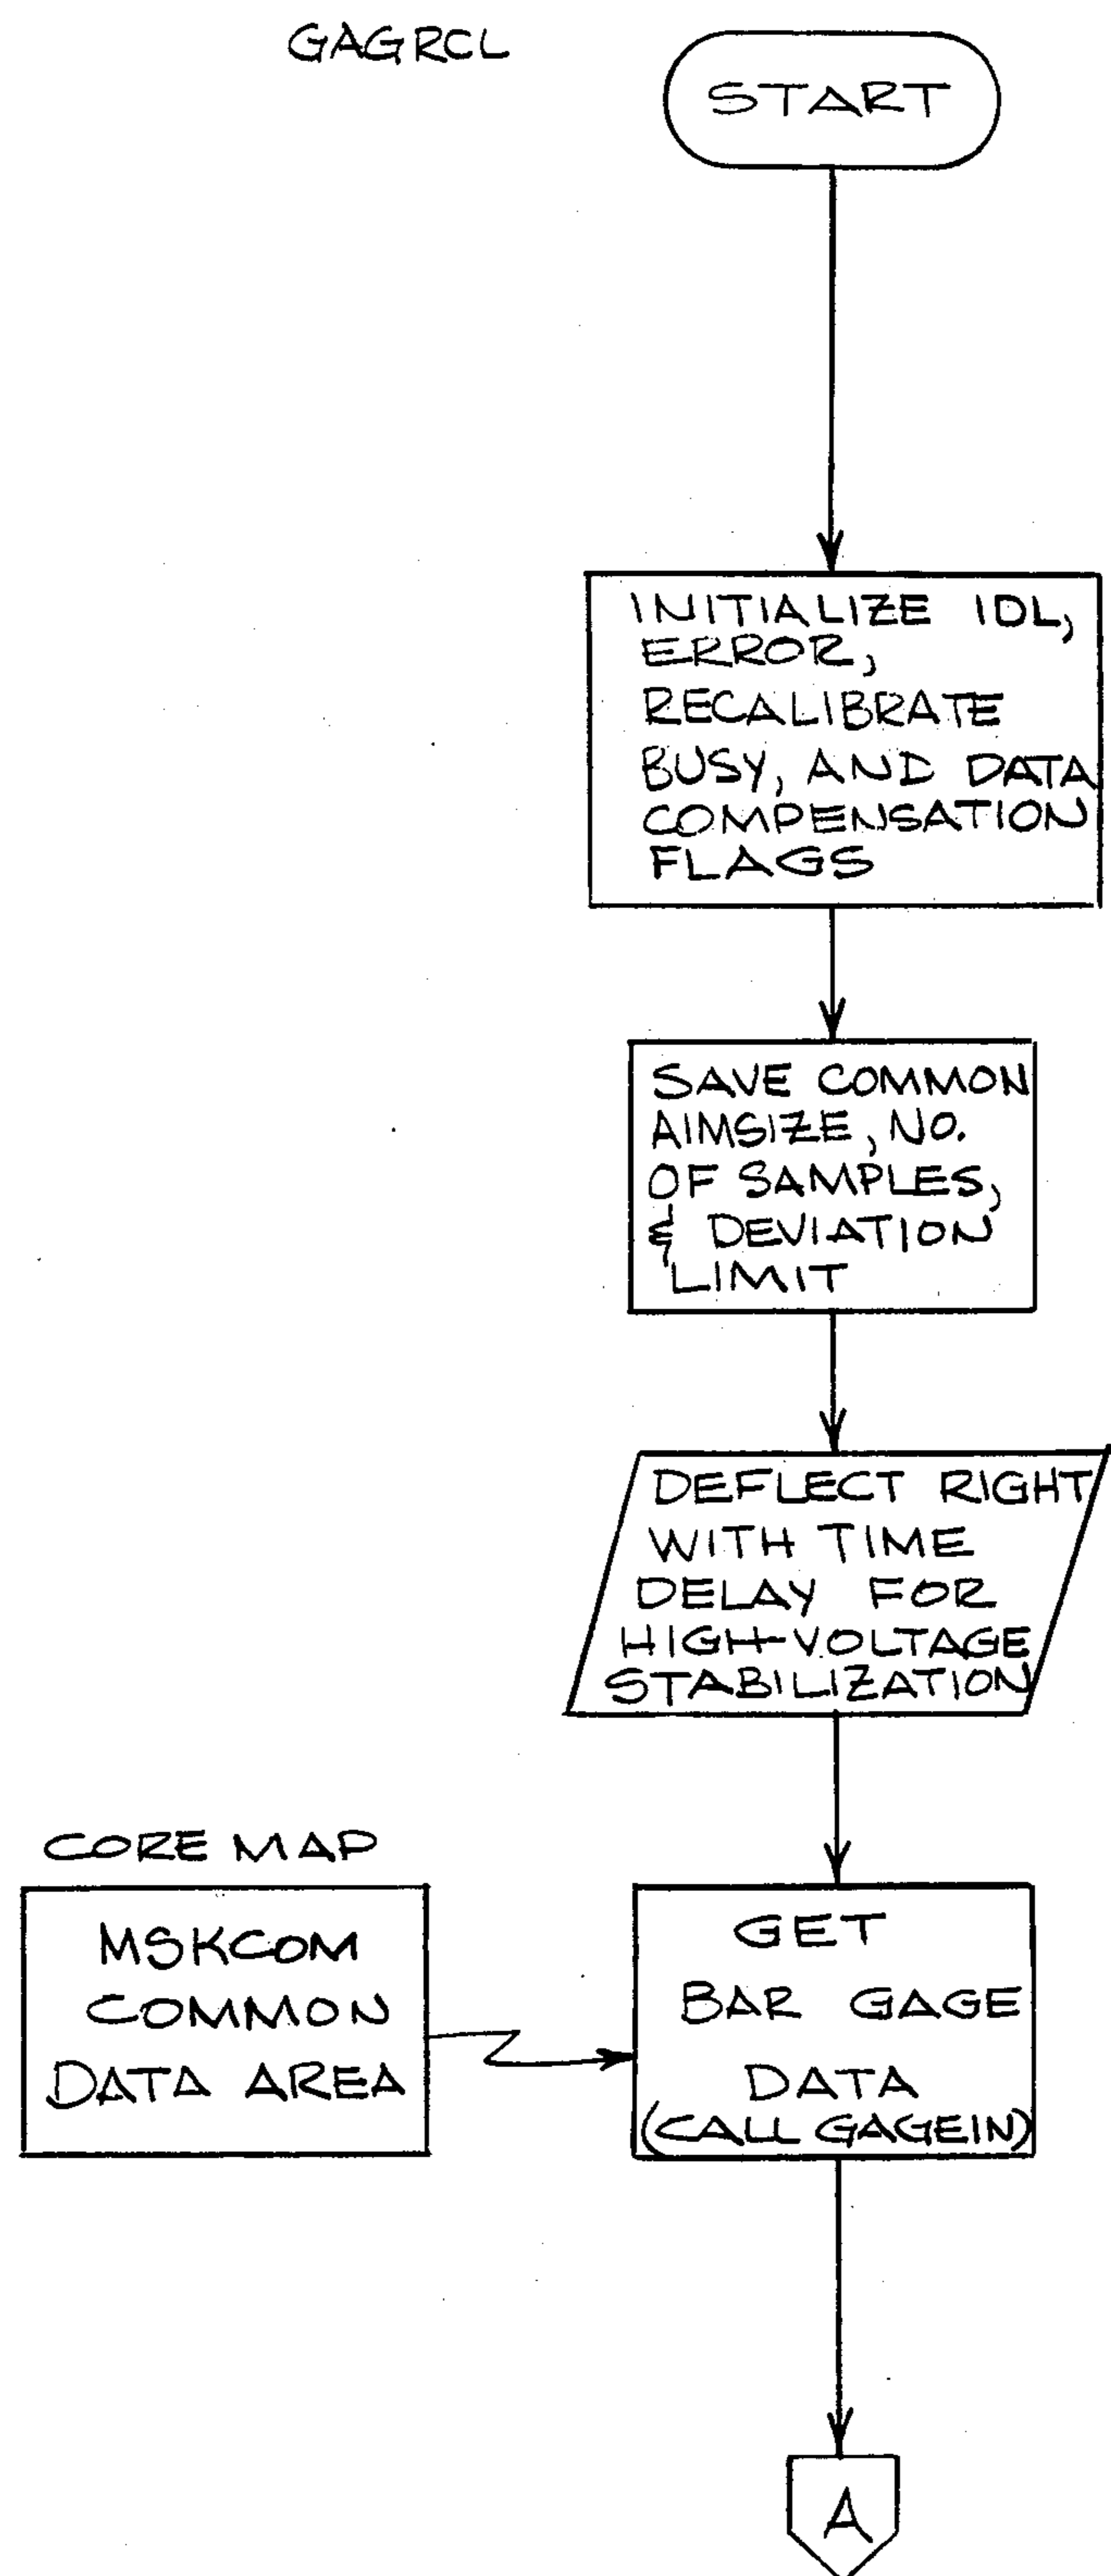 GAGRCL
START
INITIALIZE IDL,
ERROR,
RECALIBRATE
BUSY, AND DATA
COMPENSATION
FLAGS
SAVE COMMON
AIMSIZE, NO.
OF SAMPLES,
& DEVIATION
LIMIT
DEFLECT RIGHT
WITH TIME
DELAY FOR
HIGH-VOLTAGE
STABILIZATION
CORE MAP
MSKCOM
COMMON
DATA AREA
GET
BAR GAGE
DATA
(CALL GAGEIN)
A